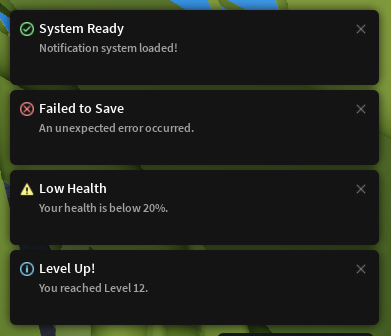 System Ready
Notification system loaded!
Failed to Save
An unexpected error occurred.
Low Health
Your health is below 20%.
Level Up!
You reached Level 12.